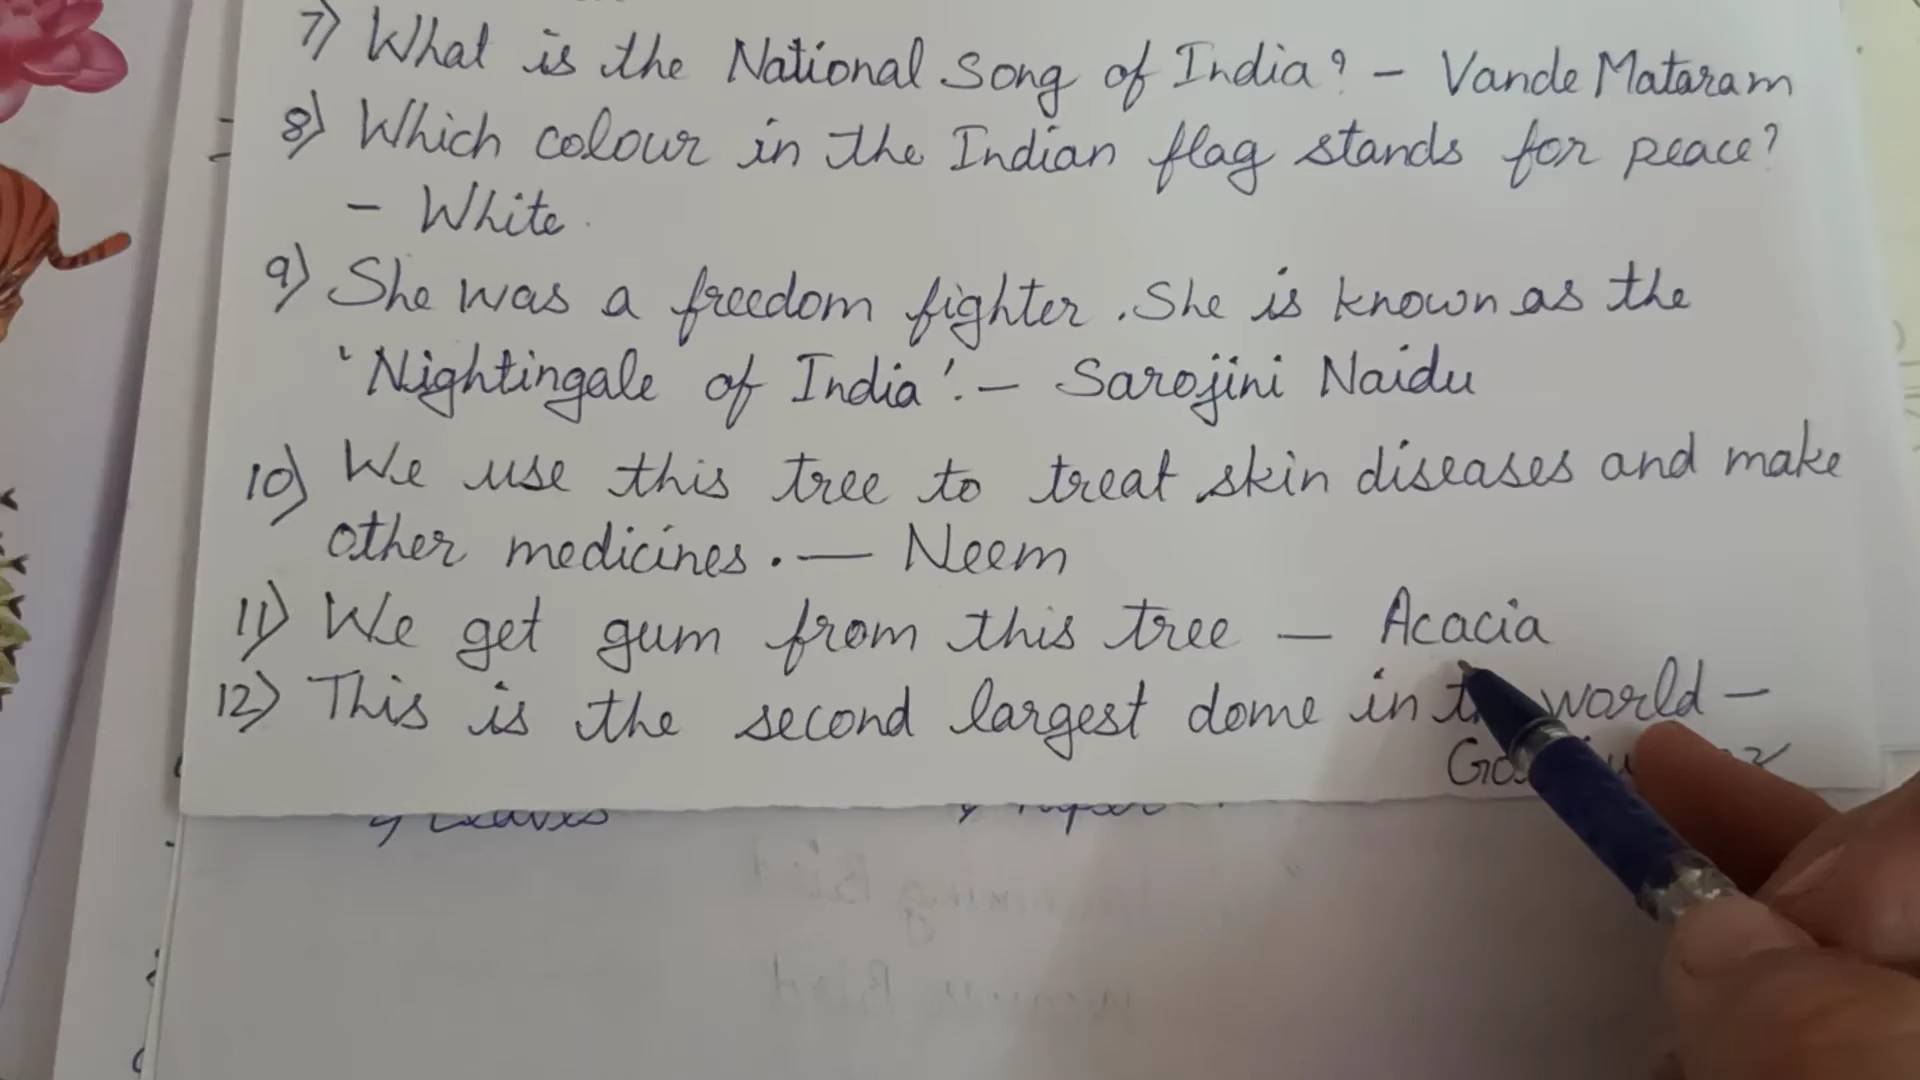 7) What is the National Song of India? - Vande Mataram
8) Which colour in the Indian flag stands for peace?
- White.
9) She was a freedom fighter. She is known as the
'Nightingale of India'. - Sarojini Naidu
10) We use this tree to treat skin diseases and make
other medicines. — Neem
11) We get gum from this tree — Acacia
12) This is the second largest dome in world -